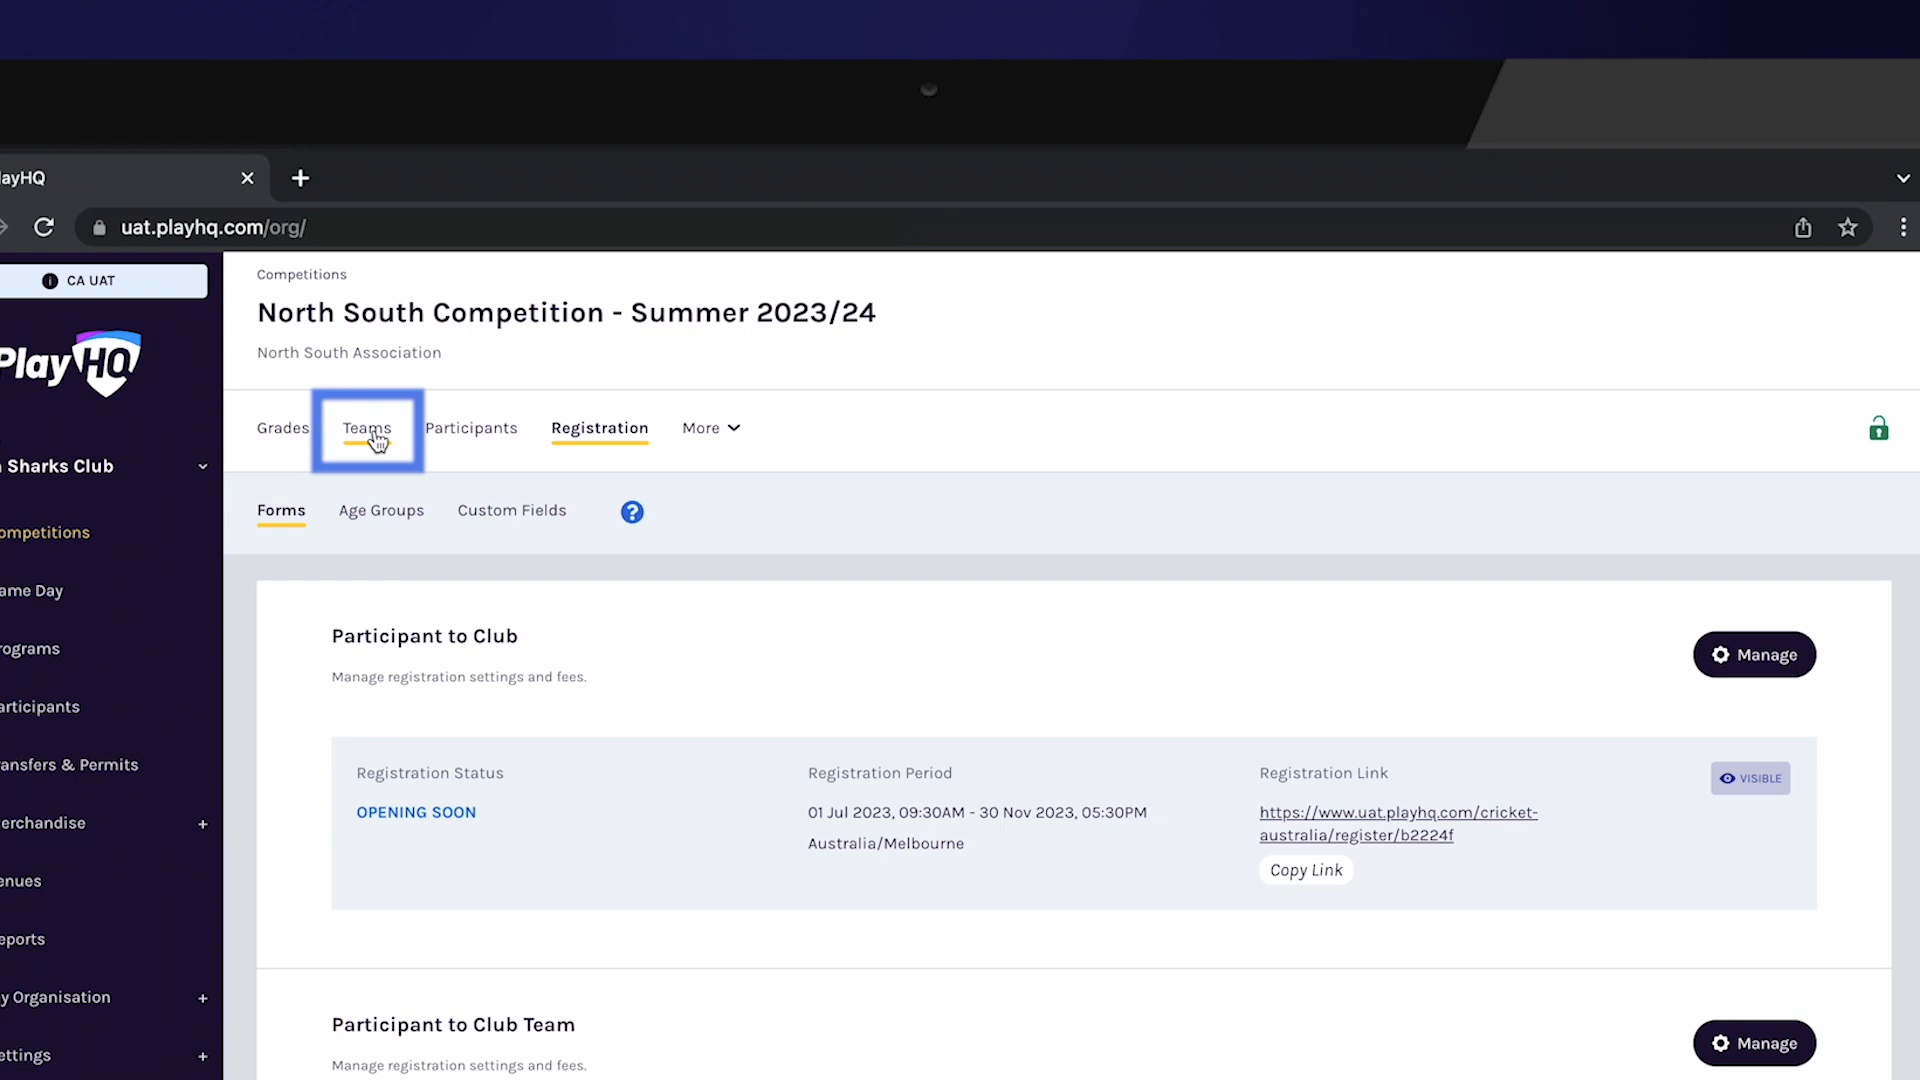 ayHQ
uat.playhq.com/org/
CA UAT
PlayHQ
Sharks Club
ompetitions
ame Day
rograms
articipants
ansfers & Permits
erchandise +
enues
eports
y Organisation +
ettings +
Competitions
North South Competition - Summer 2023/24
North South Association
Grades Teams Participants Registration More
Forms Age Groups Custom Fields ?
Participant to Club
Manage registration settings and fees.
Manage
Registration Status
OPENING SOON
Registration Period
01 Jul 2023, 09:30AM - 30 Nov 2023, 05:30PM
Australia/Melbourne
Registration Link
https://www.uat.playhq.com/cricket-
australia/register/b2224f
Copy Link
VISIBLE
Participant to Club Team
Manage registration settings and fees.
Manage